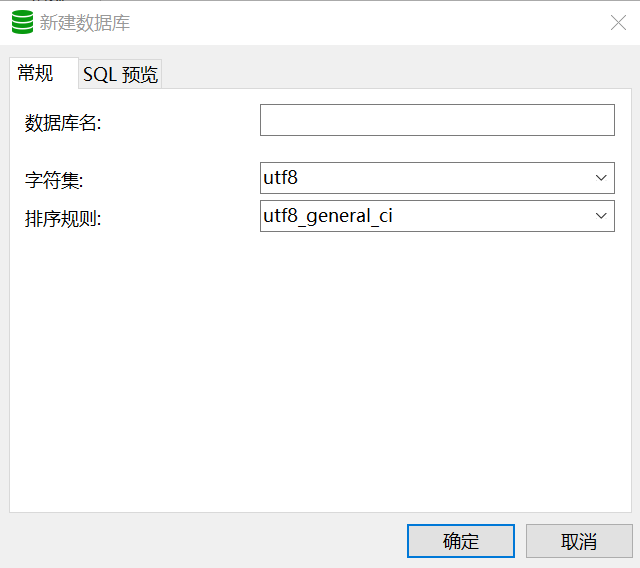 新建数据库
常规 SQL 预览
数据库名:
字符集: utf8
排序规则: utf8_general_ci
确定 取消